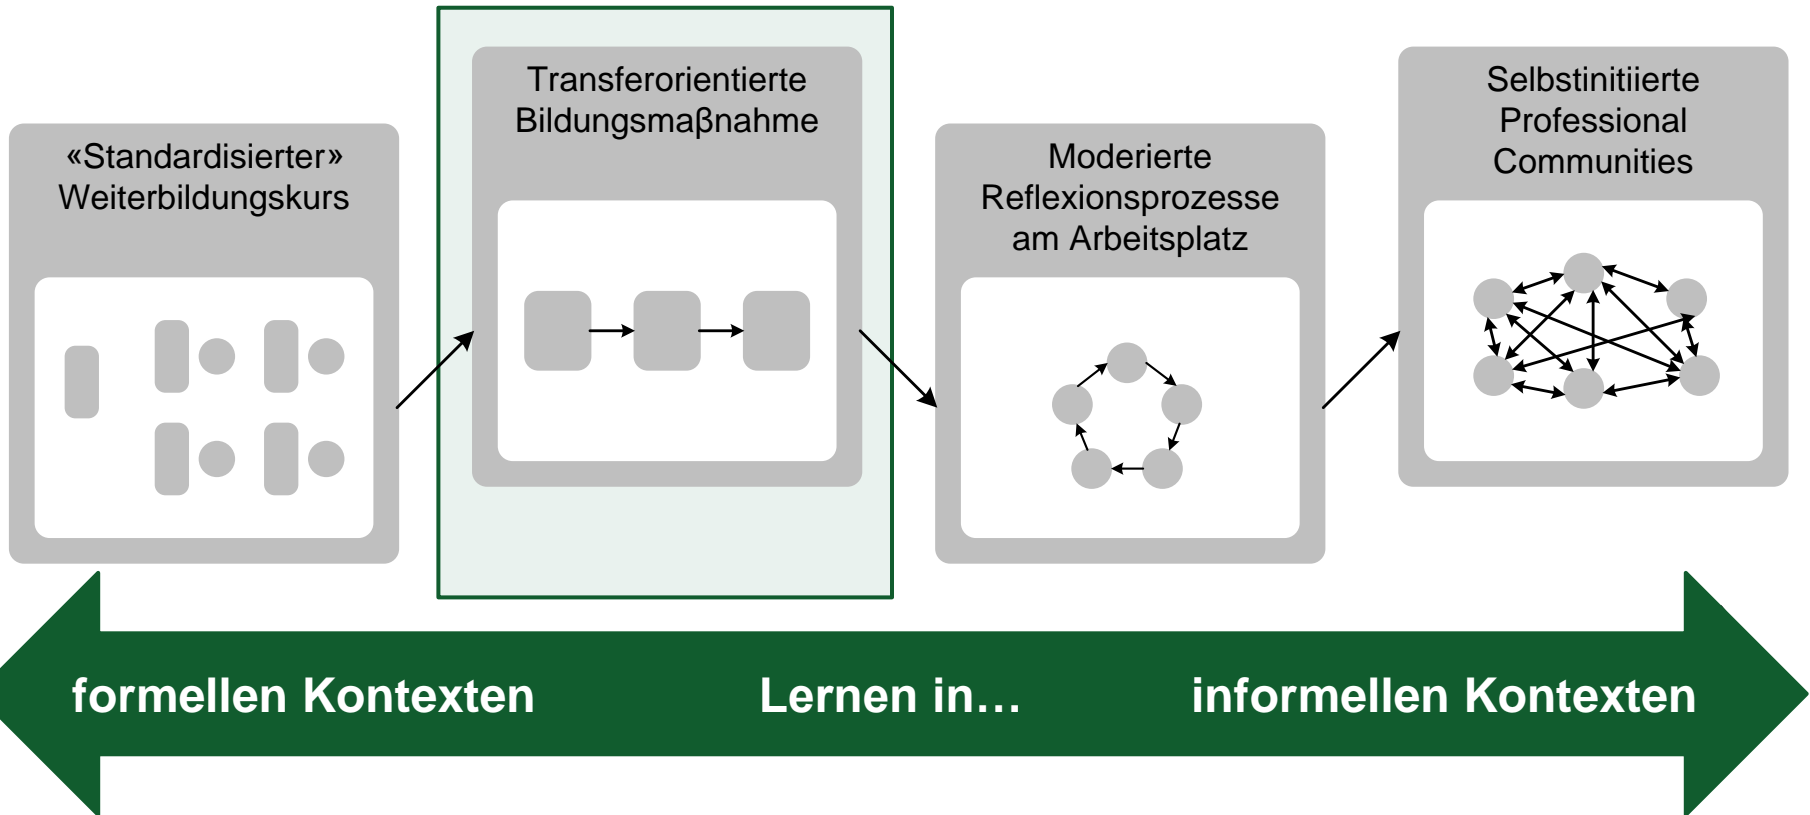 «Standardisierter»
Weiterbildungskurs
Transferorientierte
Bildungsmaβnahme
Moderierte
Reflexionsprozesse
am Arbeitsplatz
Selbstinitiierte
Professional
Communities
formellen Kontexten
Lernen in…
informellen Kontexten